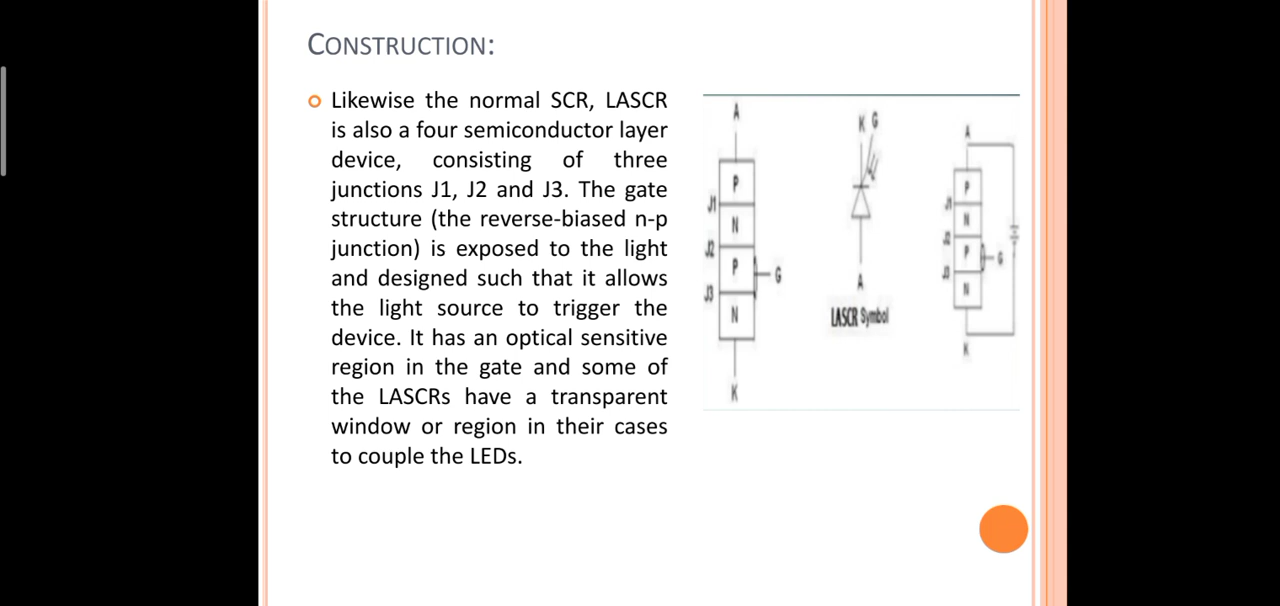 CONSTRUCTION:
Likewise the normal SCR, LASCR
is also a four semiconductor layer
device, consisting of three
junctions J1, J2 and J3. The gate
structure (the reverse-biased n-p
junction) is exposed to the light
and designed such that it allows
the light source to trigger the
device. It has an optical sensitive
region in the gate and some of
the LASCRs have a transparent
window or region in their cases
to couple the LEDs.
A
P
J1
N
J2
P
G
J3
N
K
K G
A
LASCR Symbol
A
P
J1
N
J2
P
G
J3
N
K